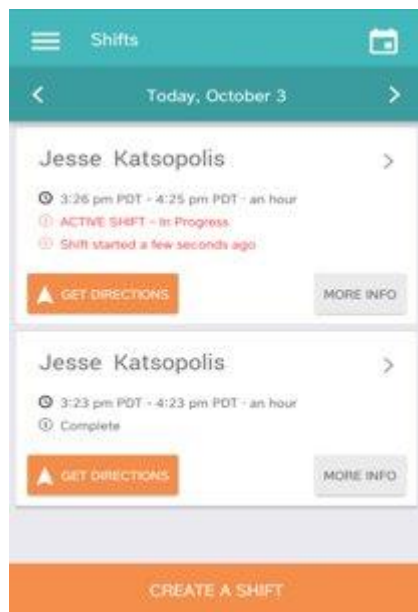 Shifts
Today, October 3
Jesse Katsopolis
3:26 pm PDT - 4:25 pm PDT · an hour
ACTIVE SHIFT - In Progress
Shift started a few seconds ago
GET DIRECTIONS
MORE INFO
Jesse Katsopolis
3:23 pm PDT - 4:23 pm PDT · an hour
Complete
GET DIRECTIONS
MORE INFO
CREATE A SHIFT